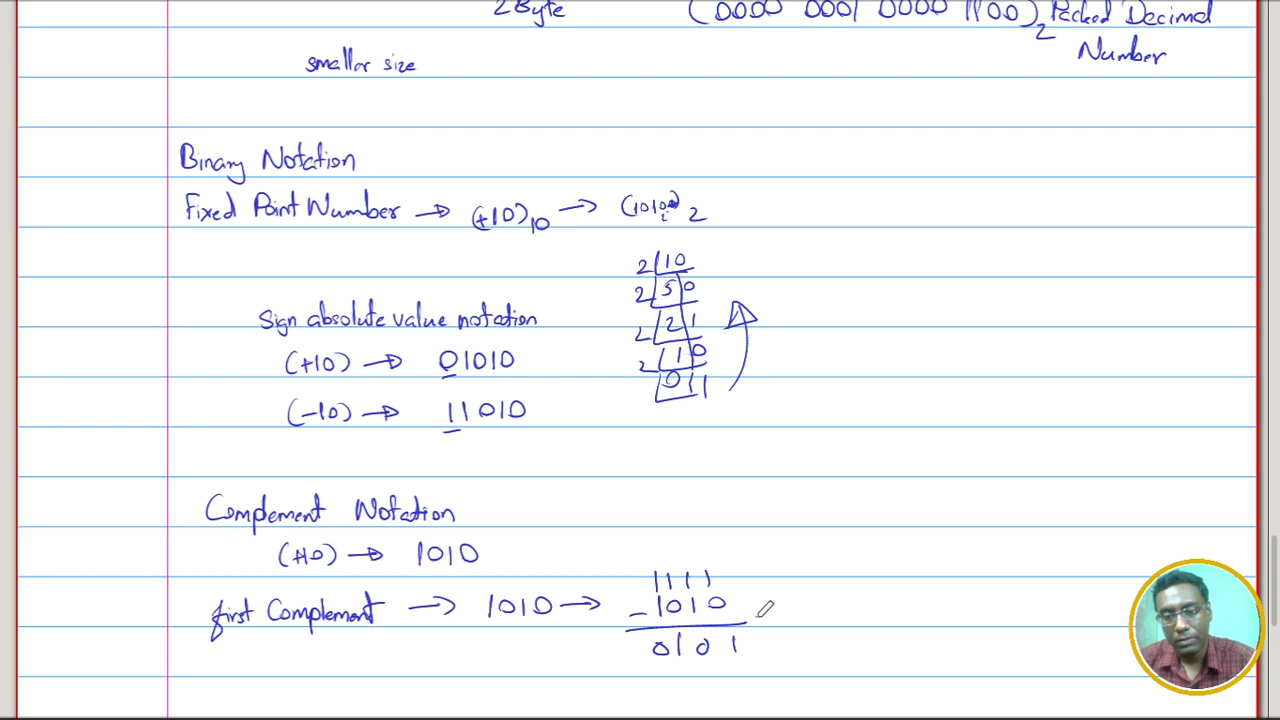 2 Byte (0000 0001 0000 1100)2 Packed Decimal
Number
smaller size
Binary Notation
Fixed Point Number → (+10)10 → (1010)2
2 10
2 5 0
2 2 1
2 1 0
0 1
Sign absolute value notation
(+10) → 01010
(-10) → 11010
Complement Notation
(+10) → 1010
first Complement → 1010 → 1111
- 1010
0101